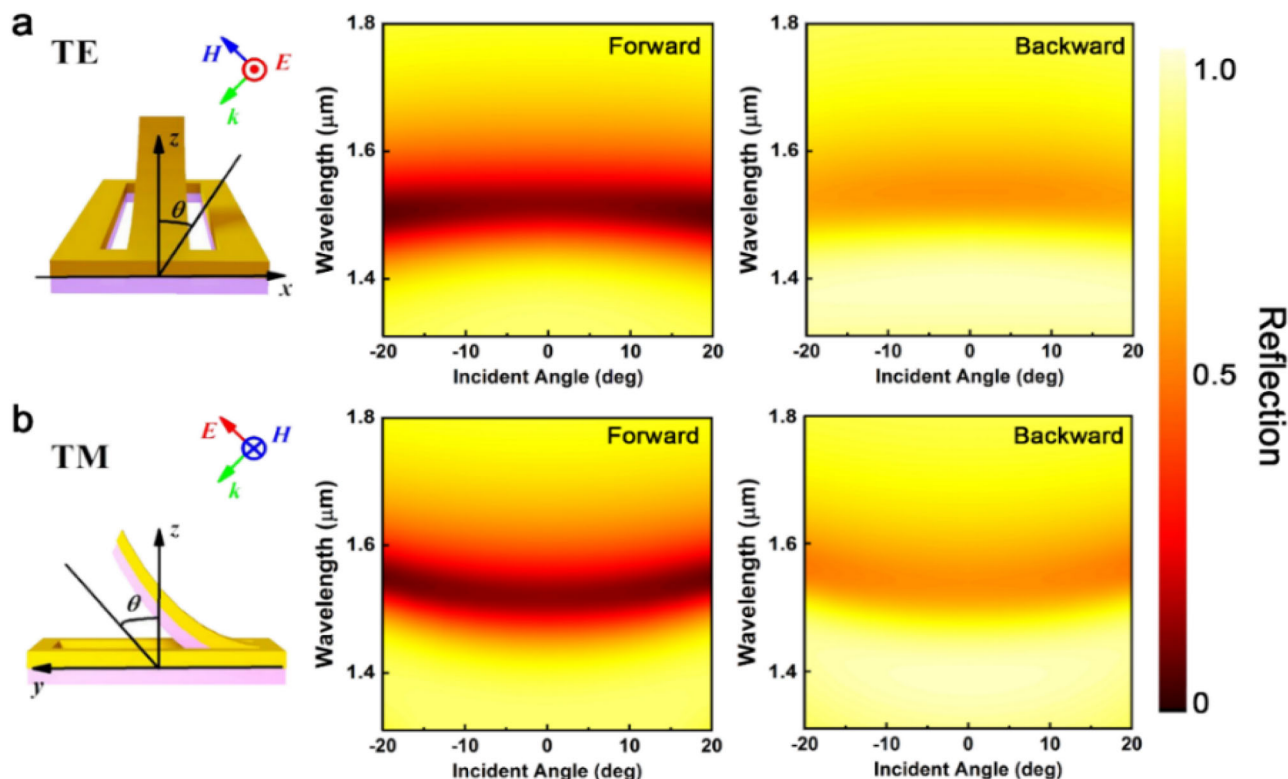 a
TE
H
E
k
z
θ
x
Forward
Wavelength (μm)
1.8
1.6
1.4
-20 -10 0 10 20
Incident Angle (deg)
Backward
Wavelength (μm)
1.8
1.6
1.4
-20 -10 0 10 20
Incident Angle (deg)
1.0
0.5
0
Reflection
b
TM
E
H
k
z
θ
y
Forward
Wavelength (μm)
1.8
1.6
1.4
-20 -10 0 10 20
Incident Angle (deg)
Backward
Wavelength (μm)
1.8
1.6
1.4
-20 -10 0 10 20
Incident Angle (deg)